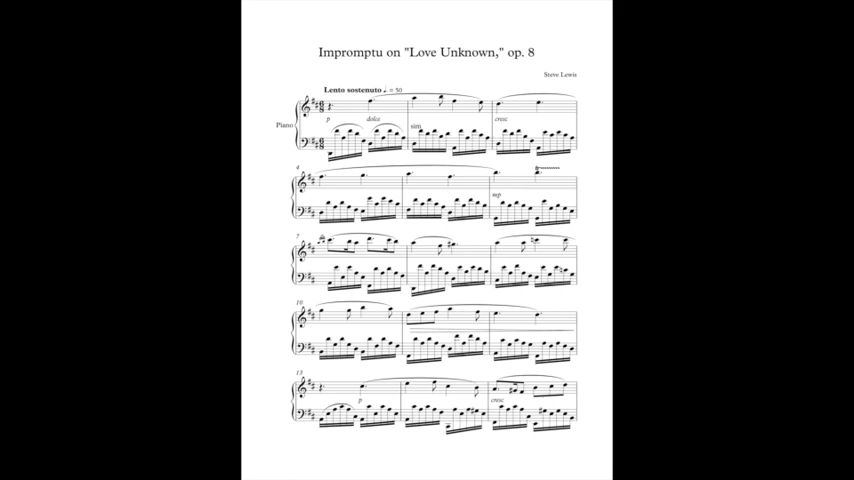 Impromptu on "Love Unknown," op. 8
Steve Lewis
Lento sostenuto ♩. = 50
Piano
p dolce sim. cresc
4
mp
7
10
13
p cresc